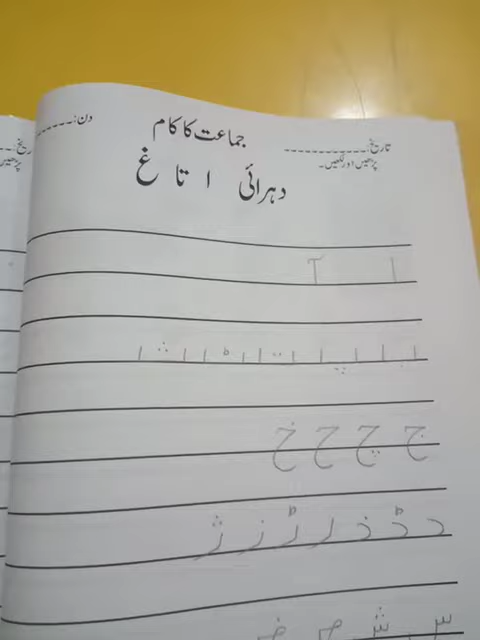 جماعت کا کام
دن:------
تاریخ:------------
پڑھیں اور لکھیں۔
دہرائی ا تا غ
ا آ
ج چ ح خ
د ڈ ذ ر ڑ ز ژ
س ش ص ض